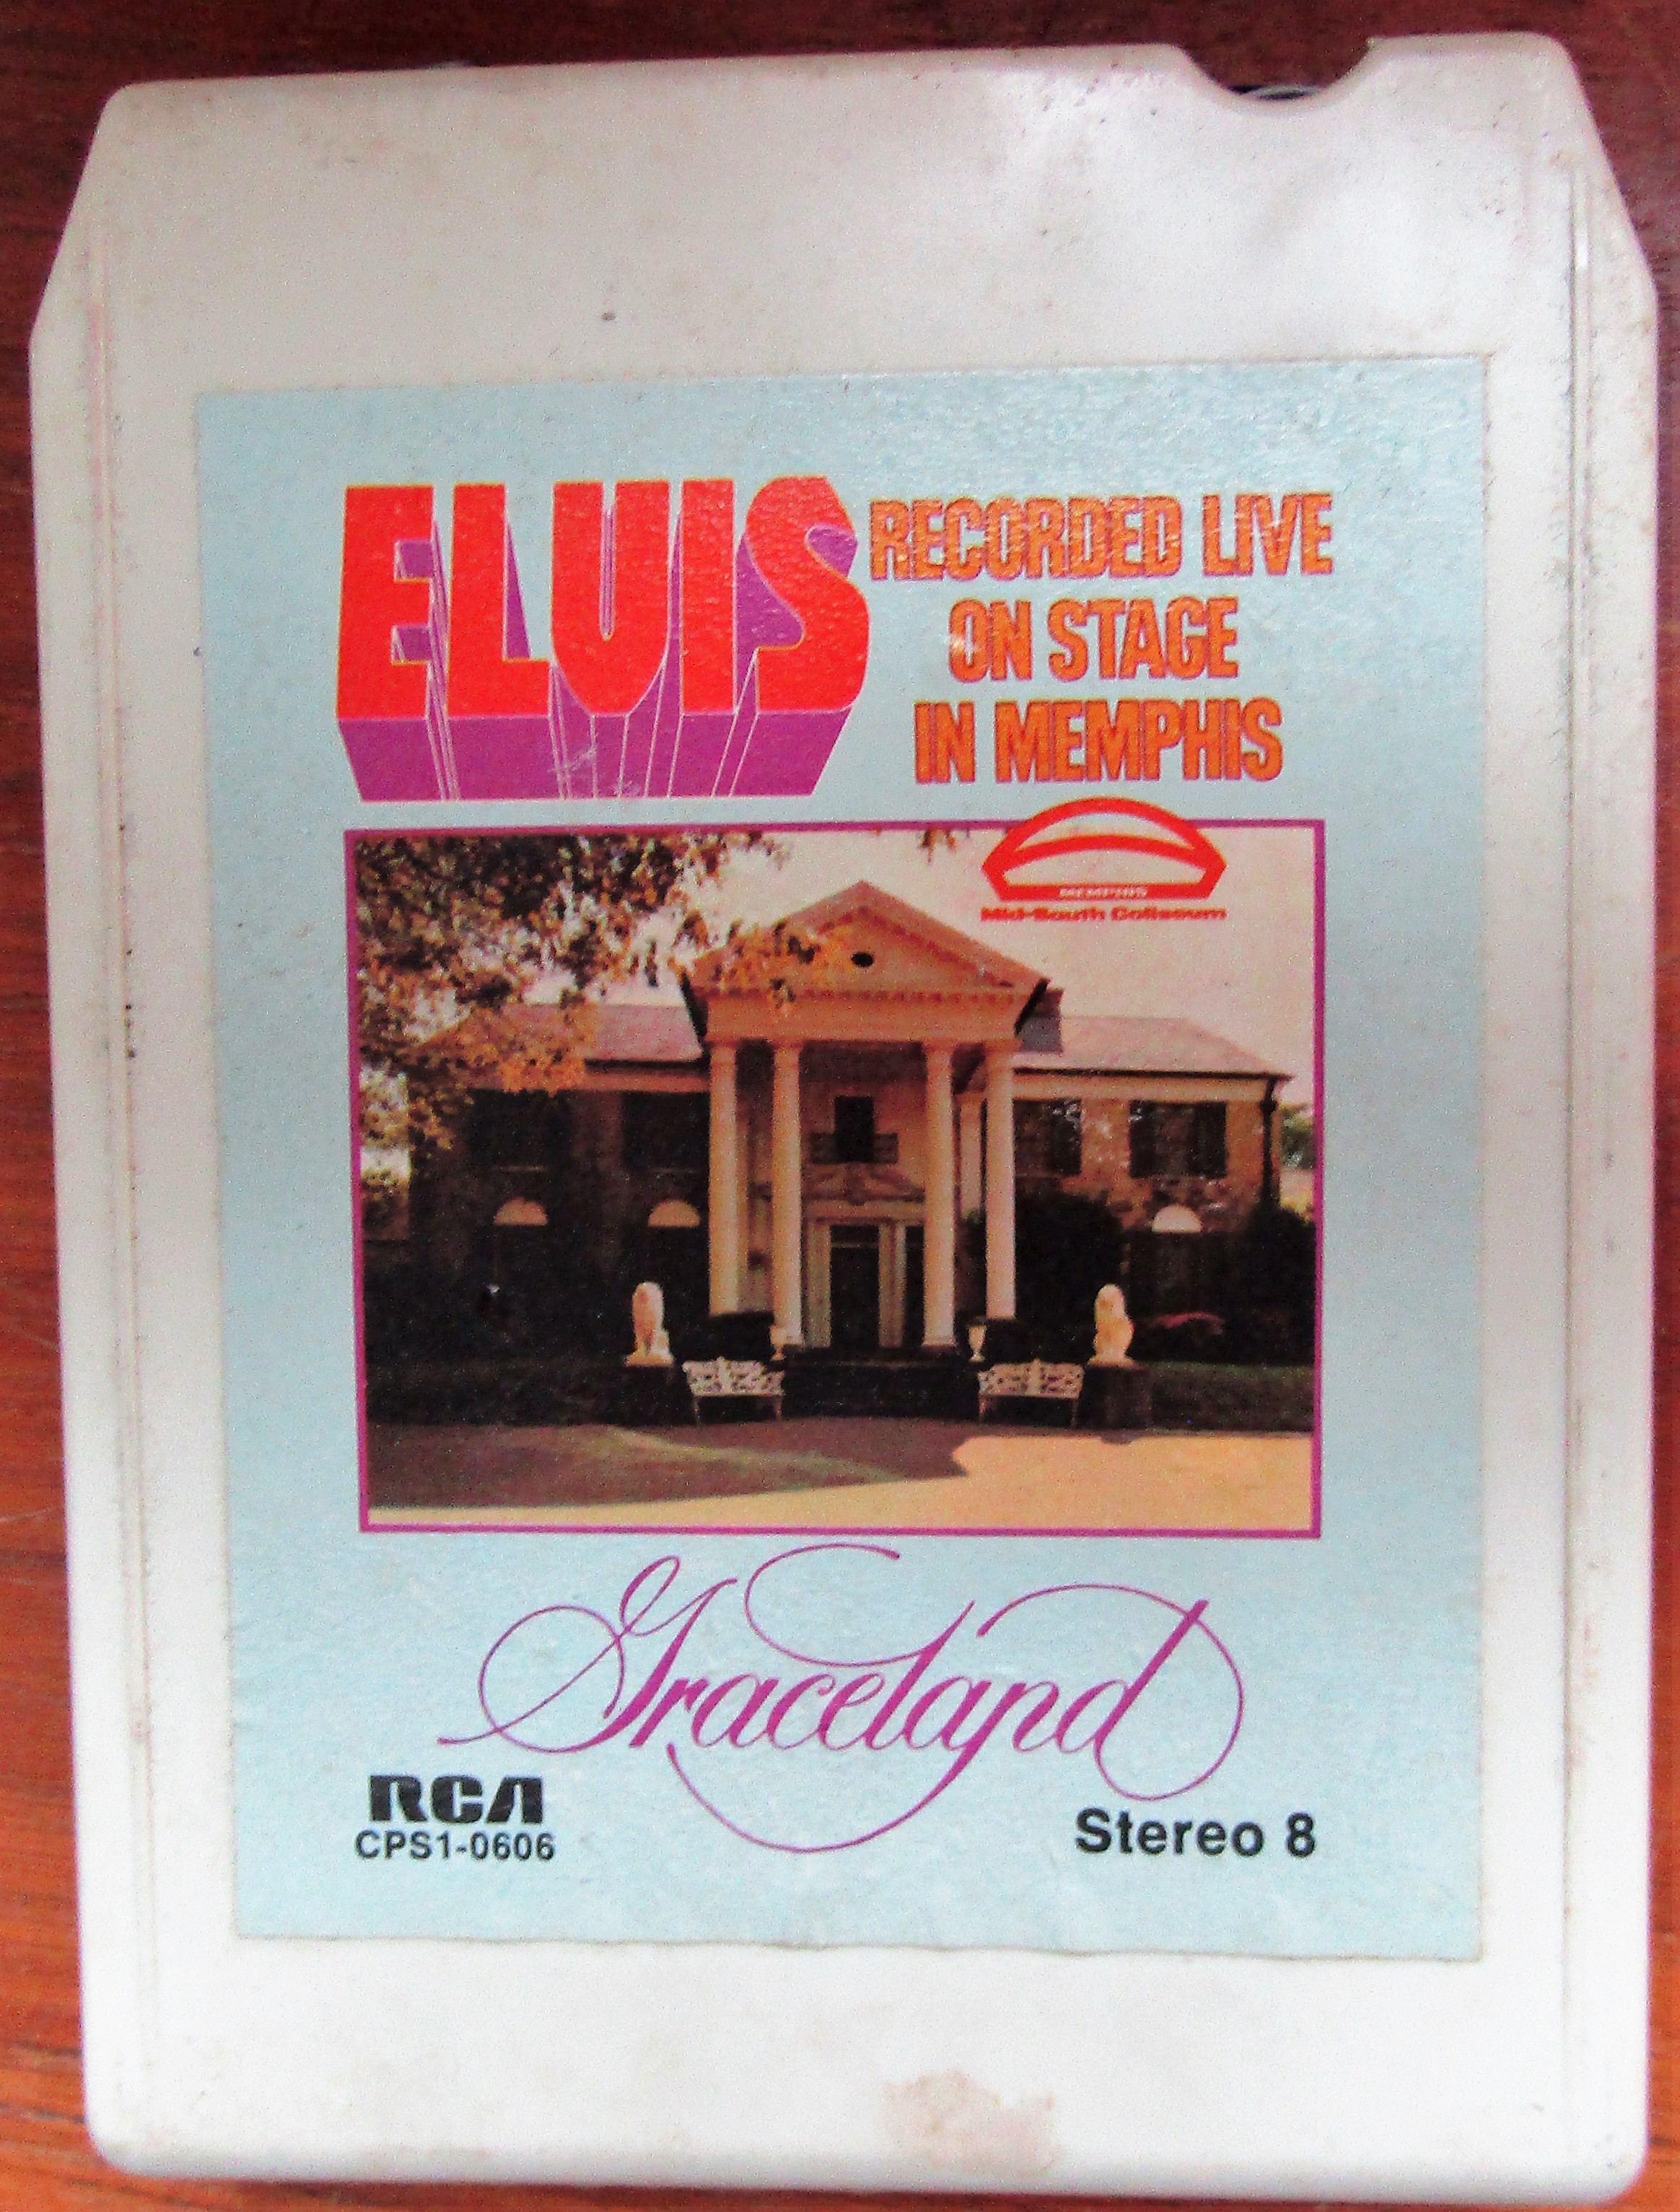 ELVIS
RECORDED LIVE
ON STAGE
IN MEMPHIS
MEMPHIS
Mid-South Coliseum
Graceland
RCA
CPS1-0606
Stereo 8